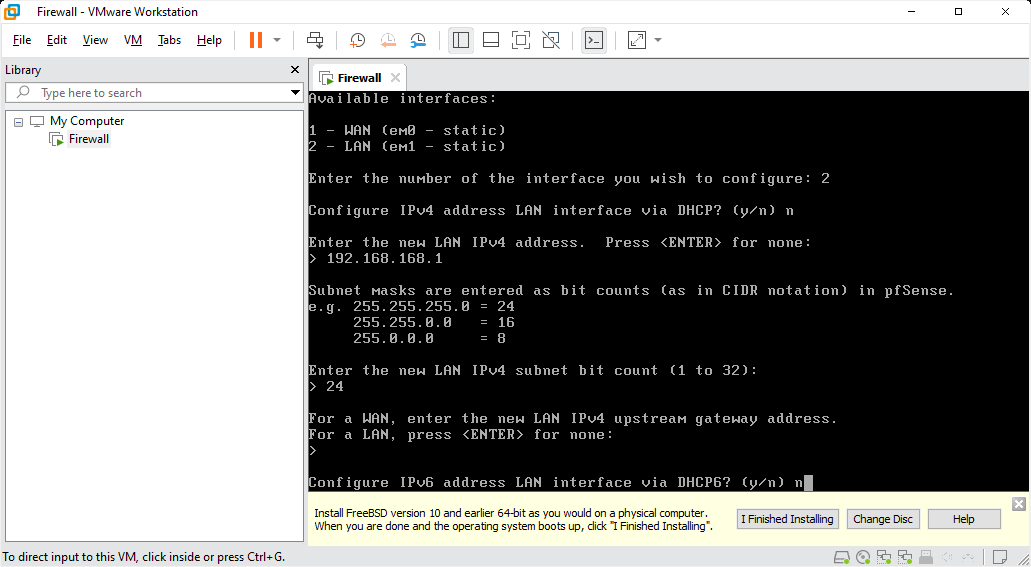 Firewall - VMware Workstation
File Edit View VM Tabs Help
Library
Type here to search
My Computer
Firewall
Firewall
Available interfaces:
1 - WAN (em0 - static)
2 - LAN (em1 - static)
Enter the number of the interface you wish to configure: 2
Configure IPv4 address LAN interface via DHCP? (y/n) n
Enter the new LAN IPv4 address.  Press <ENTER> for none:
> 192.168.168.1
Subnet masks are entered as bit counts (as in CIDR notation) in pfSense.
e.g. 255.255.255.0 = 24
255.255.0.0   = 16
255.0.0.0     = 8
Enter the new LAN IPv4 subnet bit count (1 to 32):
> 24
For a WAN, enter the new LAN IPv4 upstream gateway address.
For a LAN, press <ENTER> for none:
>
Configure IPv6 address LAN interface via DHCP6? (y/n) n
Install FreeBSD version 10 and earlier 64-bit as you would on a physical computer.
When you are done and the operating system boots up, click "I Finished Installing".
I Finished Installing Change Disc Help
To direct input to this VM, click inside or press Ctrl+G.